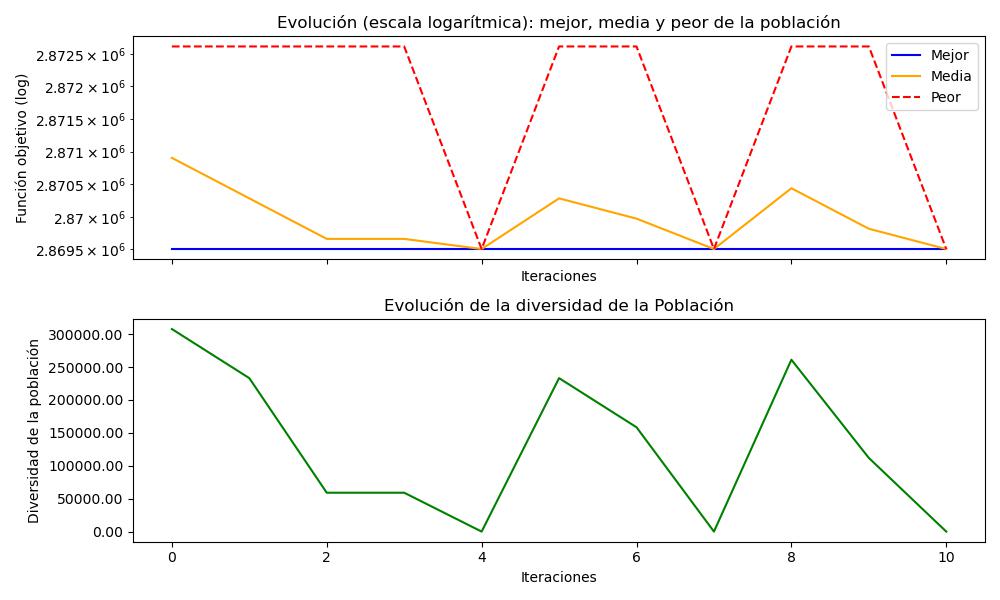 Evolución (escala logarítmica): mejor, media y peor de la población
Función objetivo (log)
2.8725 × 10⁶
2.872 × 10⁶
2.8715 × 10⁶
2.871 × 10⁶
2.8705 × 10⁶
2.87 × 10⁶
2.8695 × 10⁶
Mejor
Media
Peor
Iteraciones
Evolución de la diversidad de la Población
Diversidad de la población
300000.00
250000.00
200000.00
150000.00
100000.00
50000.00
0.00
0 2 4 6 8 10
Iteraciones